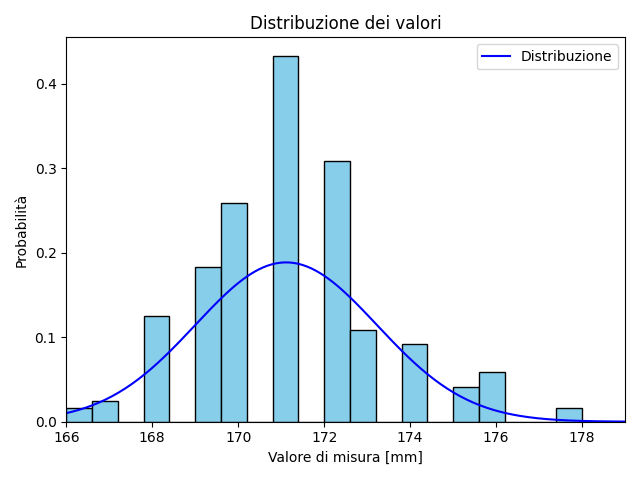 Distribuzione dei valori
Distribuzione
Probabilità
0.4
0.3
0.2
0.1
0.0
166 168 170 172 174 176 178
Valore di misura [mm]